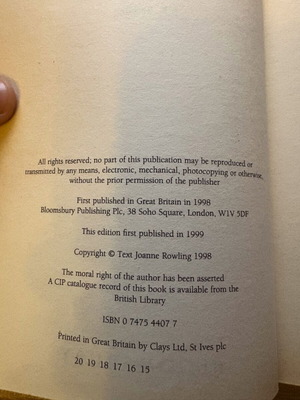 All rights reserved; no part of this publication may be reproduced or
transmitted by any means, electronic, mechanical, photocopying or otherwise,
without the prior permission of the publisher
First published in Great Britain in 1998
Bloomsbury Publishing Plc, 38 Soho Square, London, W1V 5DF
This edition first published in 1999
Copyright © Text Joanne Rowling 1998
The moral right of the author has been asserted
A CIP catalogue record of this book is available from the
British Library
ISBN 0 7475 4407 7
Printed in Great Britain by Clays Ltd, St Ives plc
20 19 18 17 16 15